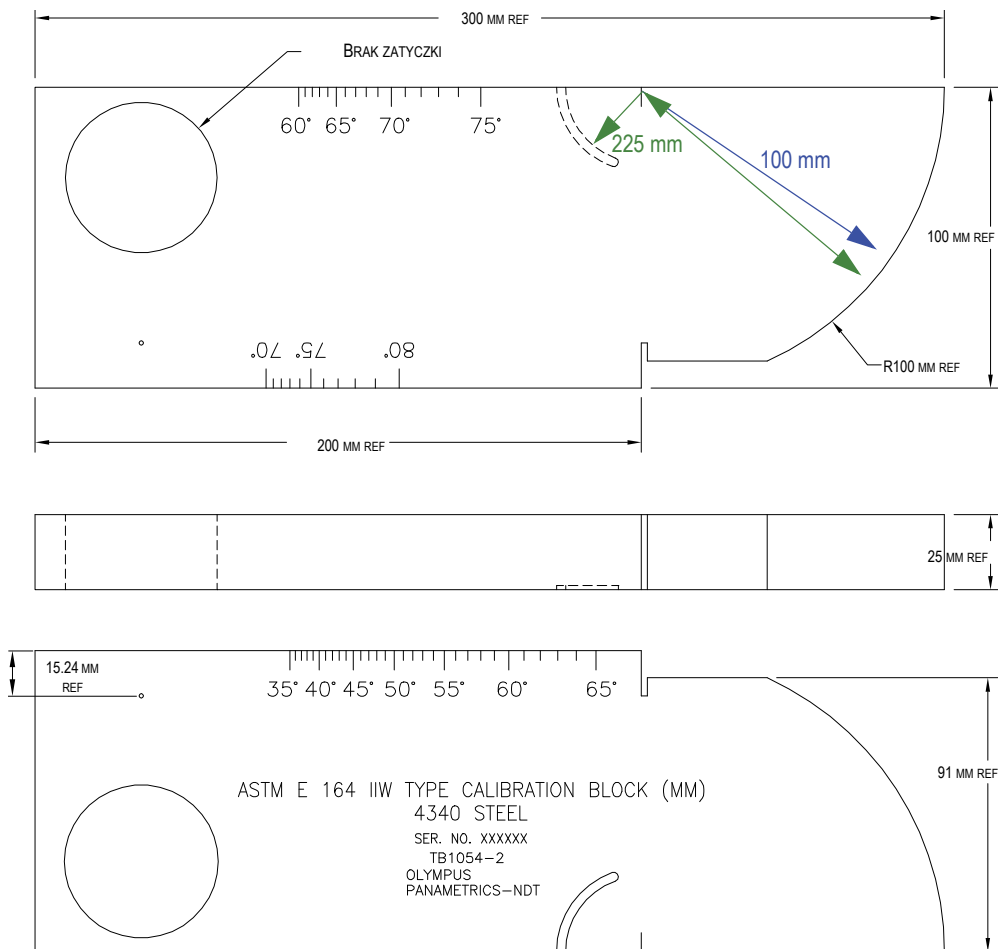 300 MM REF
BRAK ZATYCZKI
60° 65° 70° 75°
225 mm
100 mm
100 MM REF
70° 75° 80°
R100 MM REF
200 MM REF
25 MM REF
15.24 MM
REF
35° 40° 45° 50° 55° 60° 65°
91 MM REF
ASTM E 164 IIW TYPE CALIBRATION BLOCK (MM)
4340 STEEL
SER. NO. XXXXXX
TB1054-2
OLYMPUS
PANAMETRICS-NDT